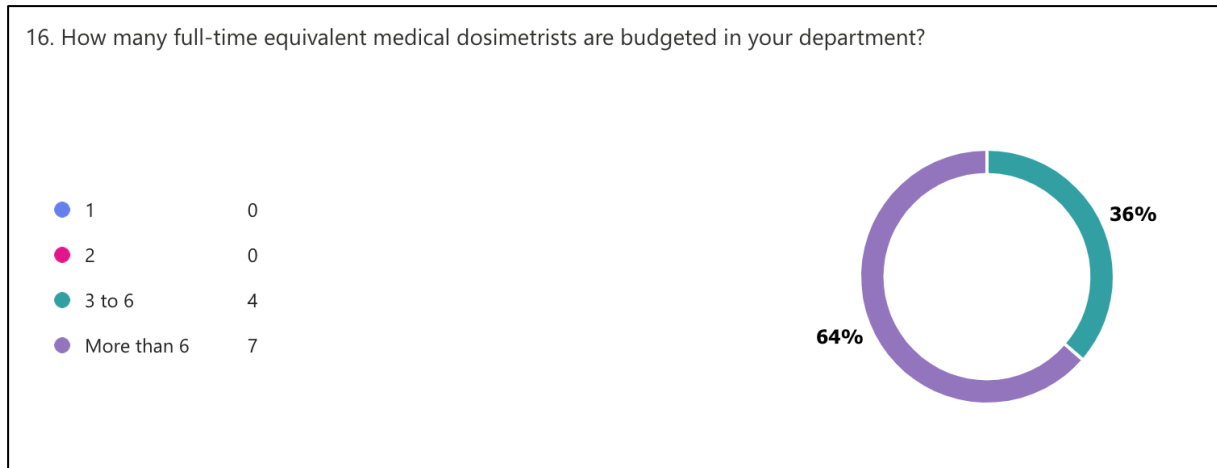 16. How many full-time equivalent medical dosimetrists are budgeted in your department?
1 0
2 0
3 to 6 4
More than 6 7
36%
64%